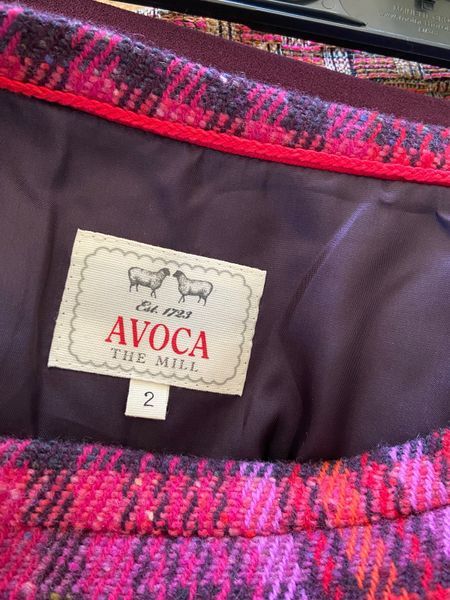 Est. 1723
AVOCA
THE MILL
2